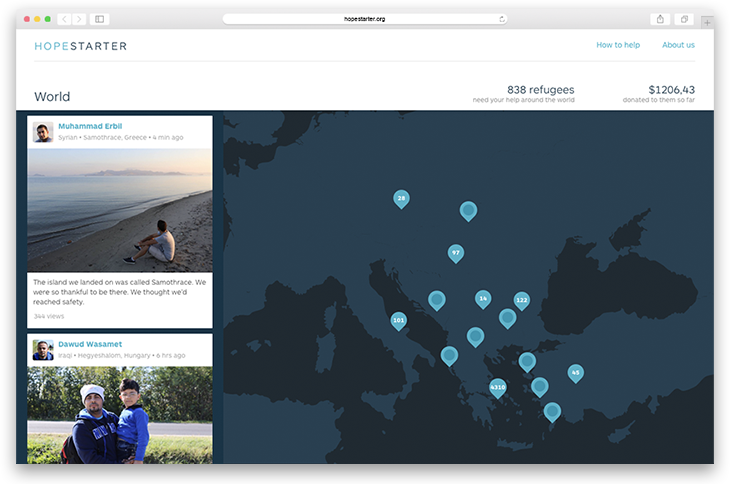 hopestarter.org
HOPESTARTER
How to help
About us
World
838 refugees
need your help around the world
$1206,43
donated to them so far
Muhammad Erbil
Syrian • Samothrace, Greece • 4 min ago
The island we landed on was called Samothrace. We
were so thankful to be there. We thought we'd
reached safety.
344 views
Dawud Wasamet
Iraqi • Hegyeshalom, Hungary • 6 hrs ago
28
97
14
122
101
4310
45